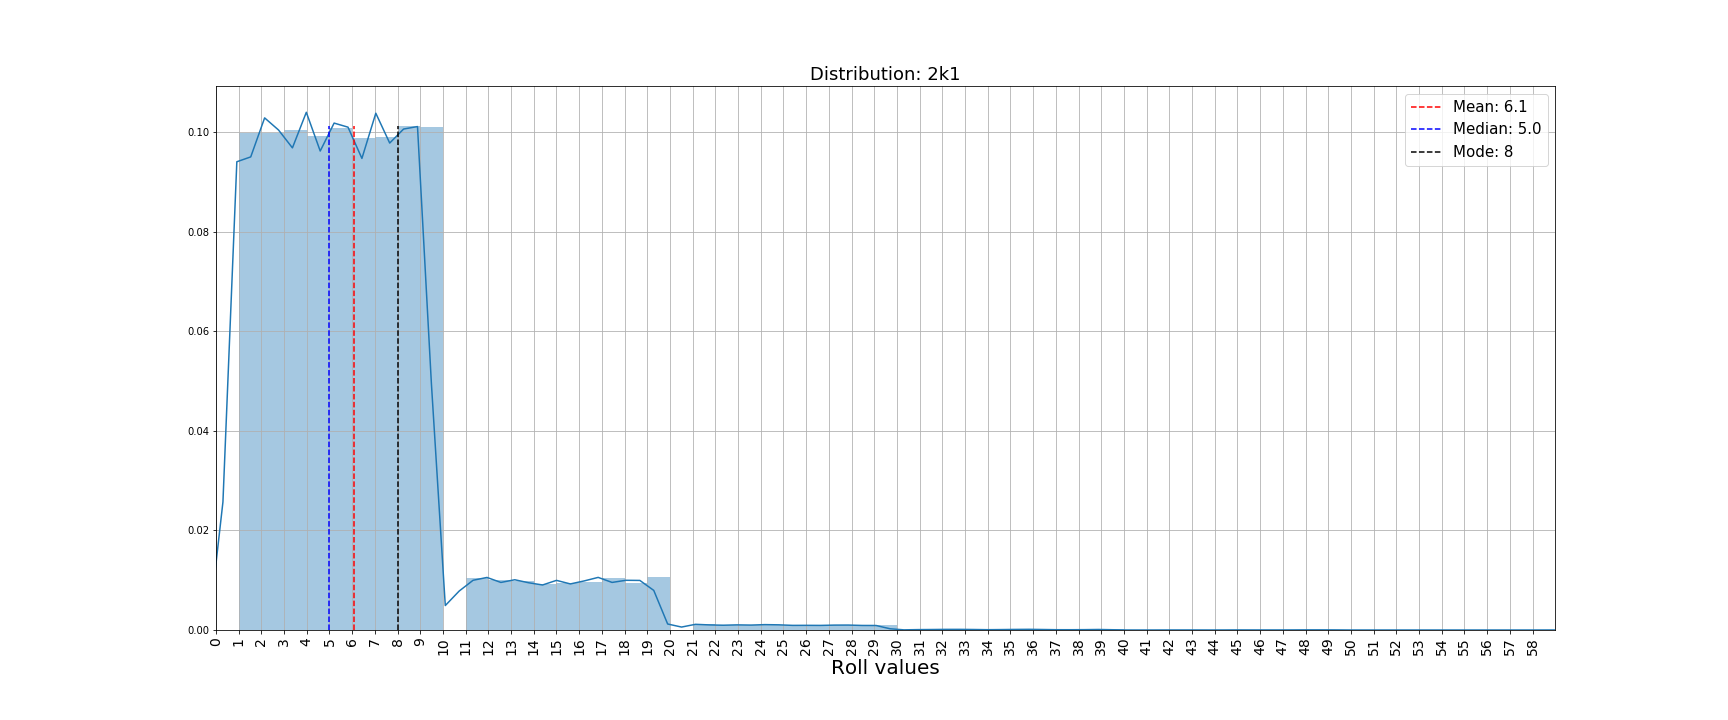 Distribution: 2k1
Mean: 6.1
Median: 5.0
Mode: 8
0.10
0.08
0.06
0.04
0.02
0.00
0 1 2 3 4 5 6 7 8 9 10 11 12 13 14 15 16 17 18 19 20 21 22 23 24 25 26 27 28 29 30 31 32 33 34 35 36 37 38 39 40 41 42 43 44 45 46 47 48 49 50 51 52 53 54 55 56 57 58
Roll values